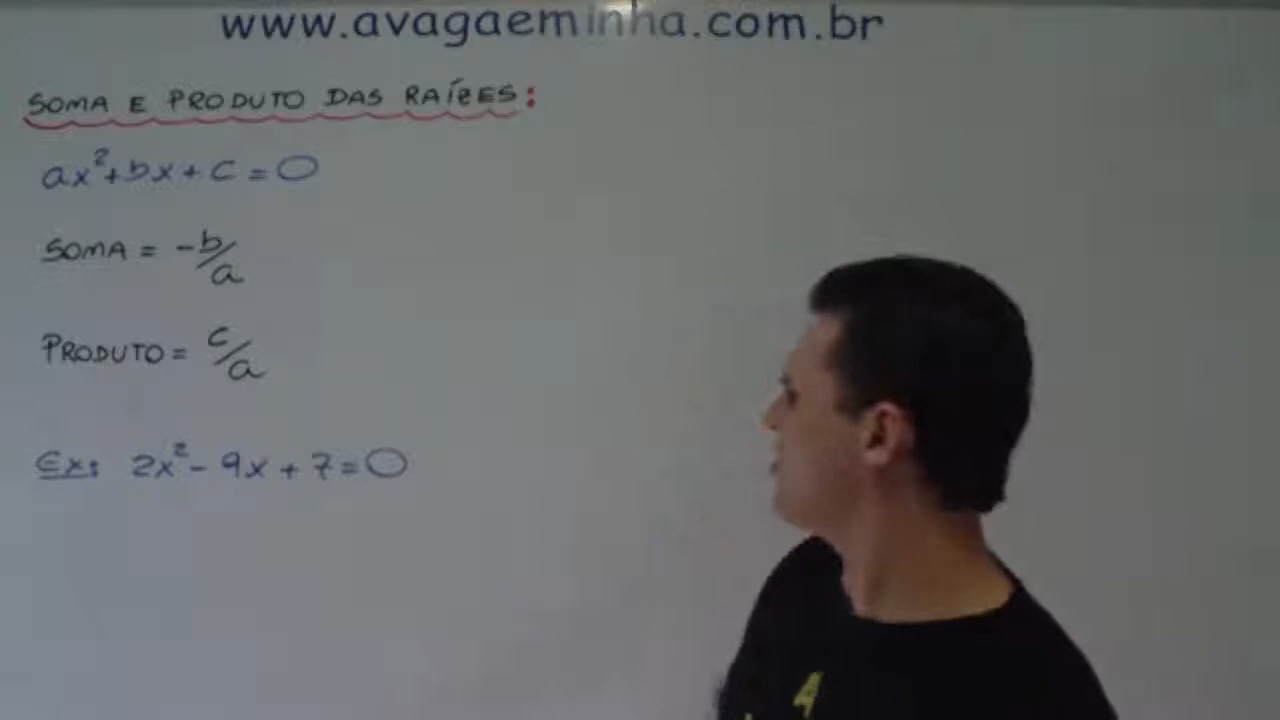 www.avagaeminha.com.br
SOMA E PRODUTO DAS RAÍZES:
ax²+bx+c=0
SOMA = -b/a
PRODUTO = c/a
Ex: 2x²- 9x + 7 = 0
A